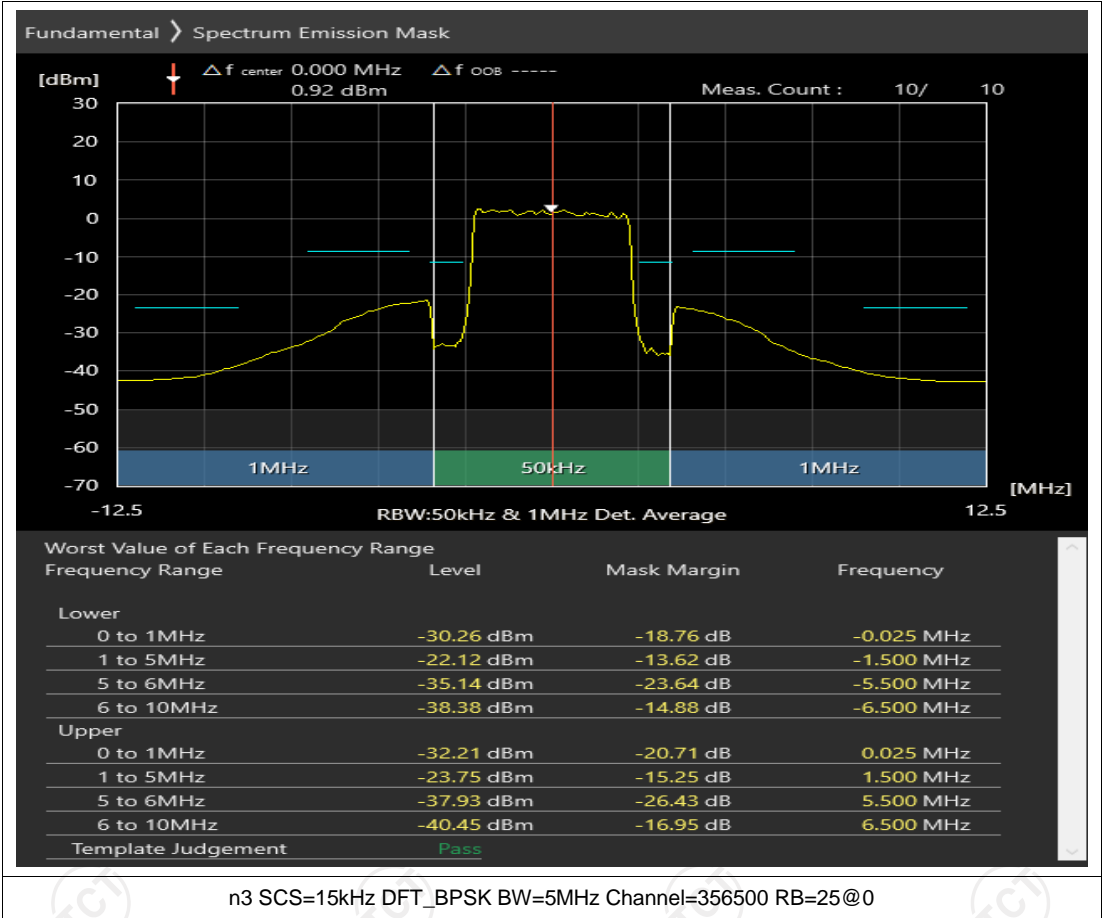 Fundamental ❯ Spectrum Emission Mask
[dBm] △f center 0.000 MHz △f OOB -----
0.92 dBm Meas. Count : 10/ 10
30
20
10
0
-10
-20
-30
-40
-50
-60
1MHz 50kHz 1MHz
-70
[MHz]
-12.5 RBW:50kHz & 1MHz Det. Average 12.5
Worst Value of Each Frequency Range
Frequency Range Level Mask Margin Frequency
Lower
0 to 1MHz -30.26 dBm -18.76 dB -0.025 MHz
1 to 5MHz -22.12 dBm -13.62 dB -1.500 MHz
5 to 6MHz -35.14 dBm -23.64 dB -5.500 MHz
6 to 10MHz -38.38 dBm -14.88 dB -6.500 MHz
Upper
0 to 1MHz -32.21 dBm -20.71 dB 0.025 MHz
1 to 5MHz -23.75 dBm -15.25 dB 1.500 MHz
5 to 6MHz -37.93 dBm -26.43 dB 5.500 MHz
6 to 10MHz -40.45 dBm -16.95 dB 6.500 MHz
Template Judgement Pass
TCT TCT TCT TCT
n3 SCS=15kHz DFT_BPSK BW=5MHz Channel=356500 RB=25@0